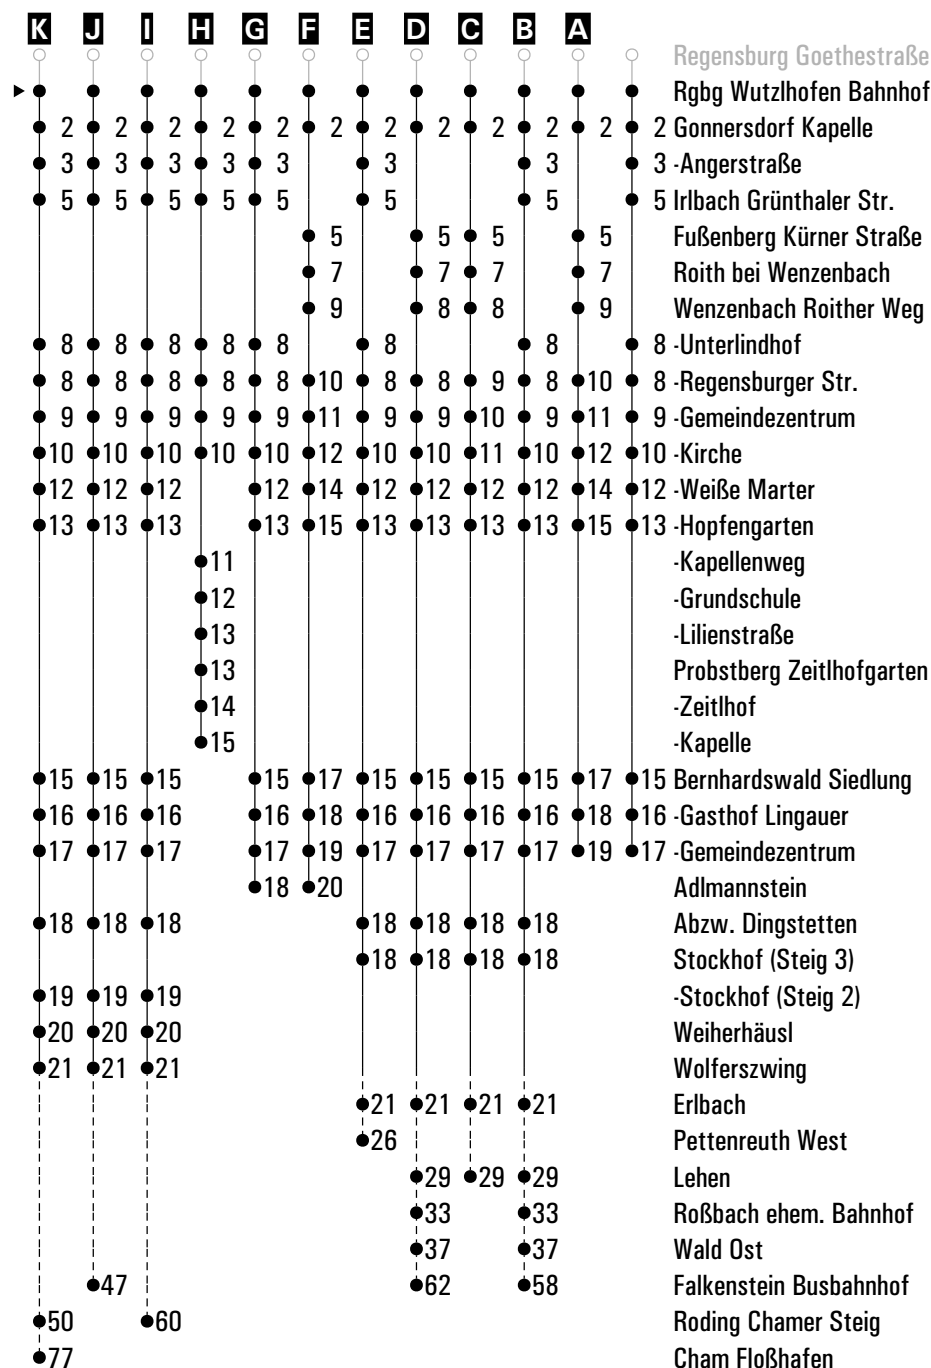 K J I H G F E D C B A
Regensburg Goethestraße
Rgbg Wutzlhofen Bahnhof
2 2 2 2 2 2 2 2 2 2 2 2 Gonnersdorf Kapelle
3 3 3 3 3 3 3 3 -Angerstraße
5 5 5 5 5 5 5 5 Irlbach Grünthaler Str.
5 5 5 5 Fußenberg Kürner Straße
7 7 7 7 Roith bei Wenzenbach
9 8 8 9 Wenzenbach Roither Weg
8 8 8 8 8 8 8 8 -Unterlindhof
8 8 8 8 8 10 8 8 9 8 10 8 -Regensburger Str.
9 9 9 9 9 11 9 9 10 9 11 9 -Gemeindezentrum
10 10 10 10 10 12 10 10 11 10 12 10 -Kirche
12 12 12 12 14 12 12 12 12 14 12 -Weiße Marter
13 13 13 13 15 13 13 13 13 15 13 -Hopfengarten
11 -Kapellenweg
12 -Grundschule
13 -Lilienstraße
13 Probstberg Zeitlhofgarten
14 -Zeitlhof
15 -Kapelle
15 15 15 15 17 15 15 15 15 17 15 Bernhardswald Siedlung
16 16 16 16 18 16 16 16 16 18 16 -Gasthof Lingauer
17 17 17 17 19 17 17 17 17 19 17 -Gemeindezentrum
18 20 Adlmannstein
18 18 18 18 18 18 18 Abzw. Dingstetten
18 18 18 18 Stockhof (Steig 3)
19 19 19 -Stockhof (Steig 2)
20 20 20 Weiherhäusl
21 21 21 Wolferszwing
21 21 21 21 Erlbach
26 Pettenreuth West
29 29 29 Lehen
33 33 Roßbach ehem. Bahnhof
37 37 Wald Ost
47 62 58 Falkenstein Busbahnhof
50 60 Roding Chamer Steig
77 Cham Floßhafen